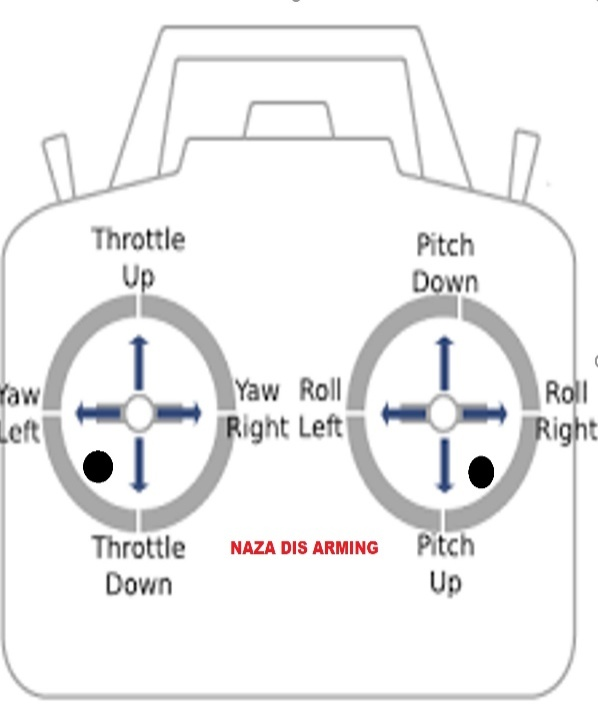 Throttle
Up
Pitch
Down
Yaw
Left
Yaw
Right
Roll
Left
Roll
Right
Throttle
Down
NAZA DIS ARMING
Pitch
Up